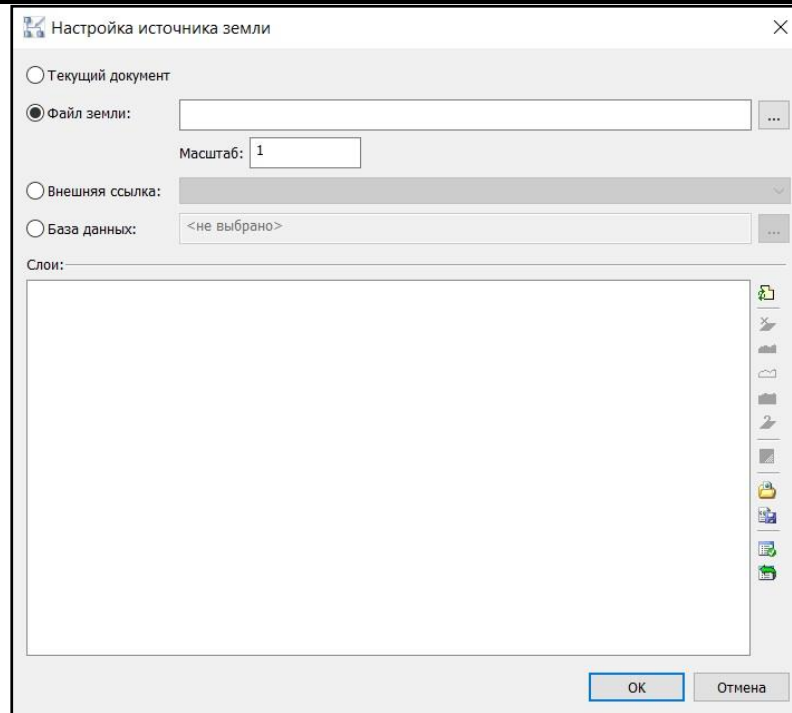 Настройка источника земли
Текущий документ
Файл земли:
...
Масштаб: 1
Внешняя ссылка:
База данных: <не выбрано>
...
Слои:
OK
Отмена